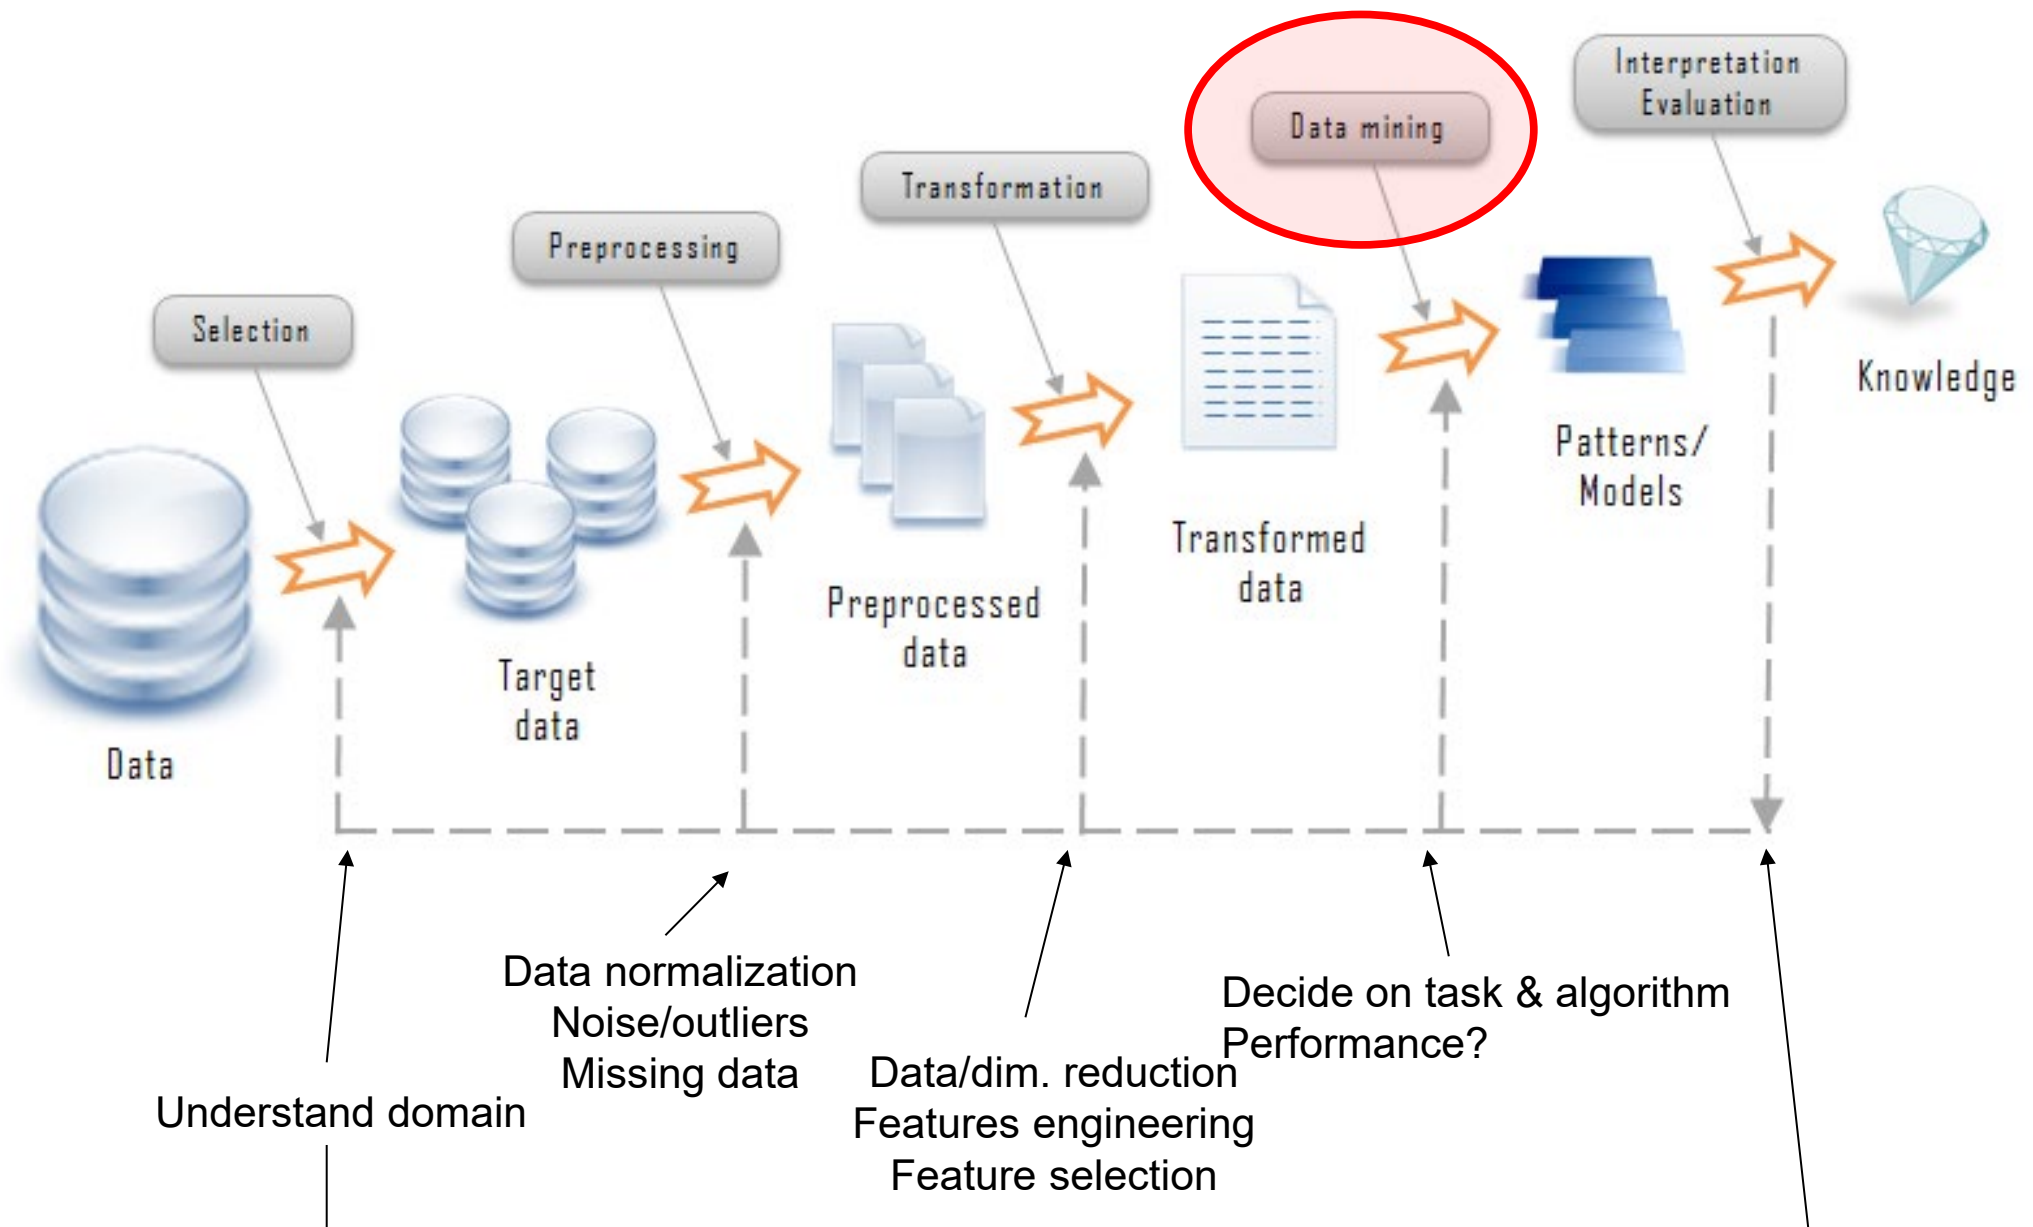 Interpretation
Evaluation
Data mining
Transformation
Preprocessing
Selection
Knowledge
Patterns/
Models
Transformed
data
Preprocessed
data
Target
data
Data
Data normalization
Noise/outliers
Missing data
Decide on task & algorithm
Performance?
Data/dim. reduction
Features engineering
Feature selection
Understand domain